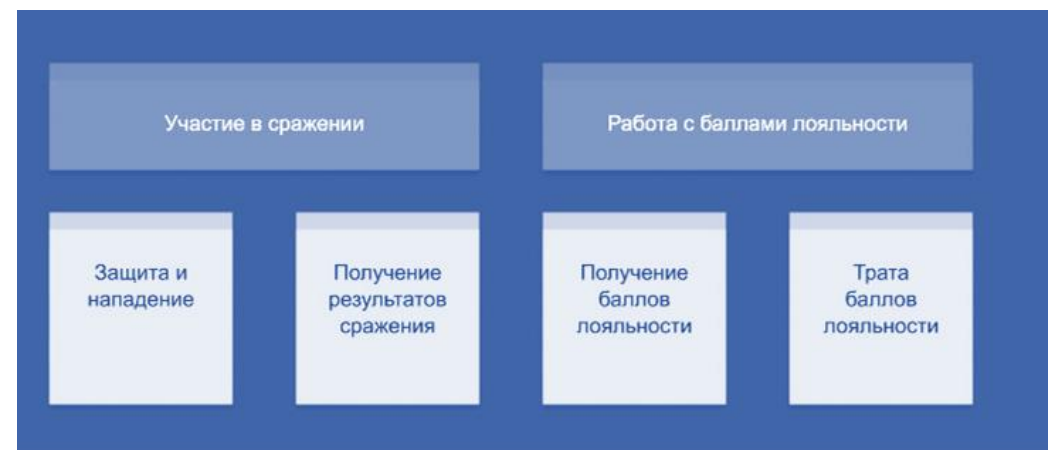 Участие в сражении
Работа с баллами лояльности
Защита и
нападение
Получение
результатов
сражения
Получение
баллов
лояльности
Трата
баллов
лояльности